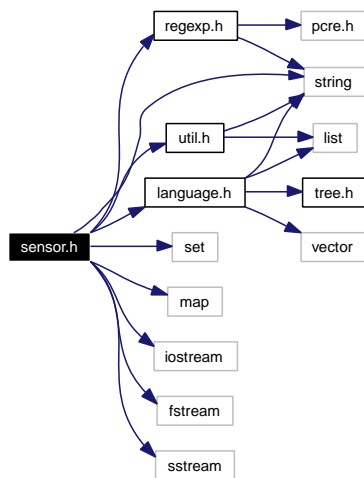 regexp.h
pcre.h
string
util.h
list
language.h
tree.h
sensor.h
set
vector
map
iostream
fstream
sstream